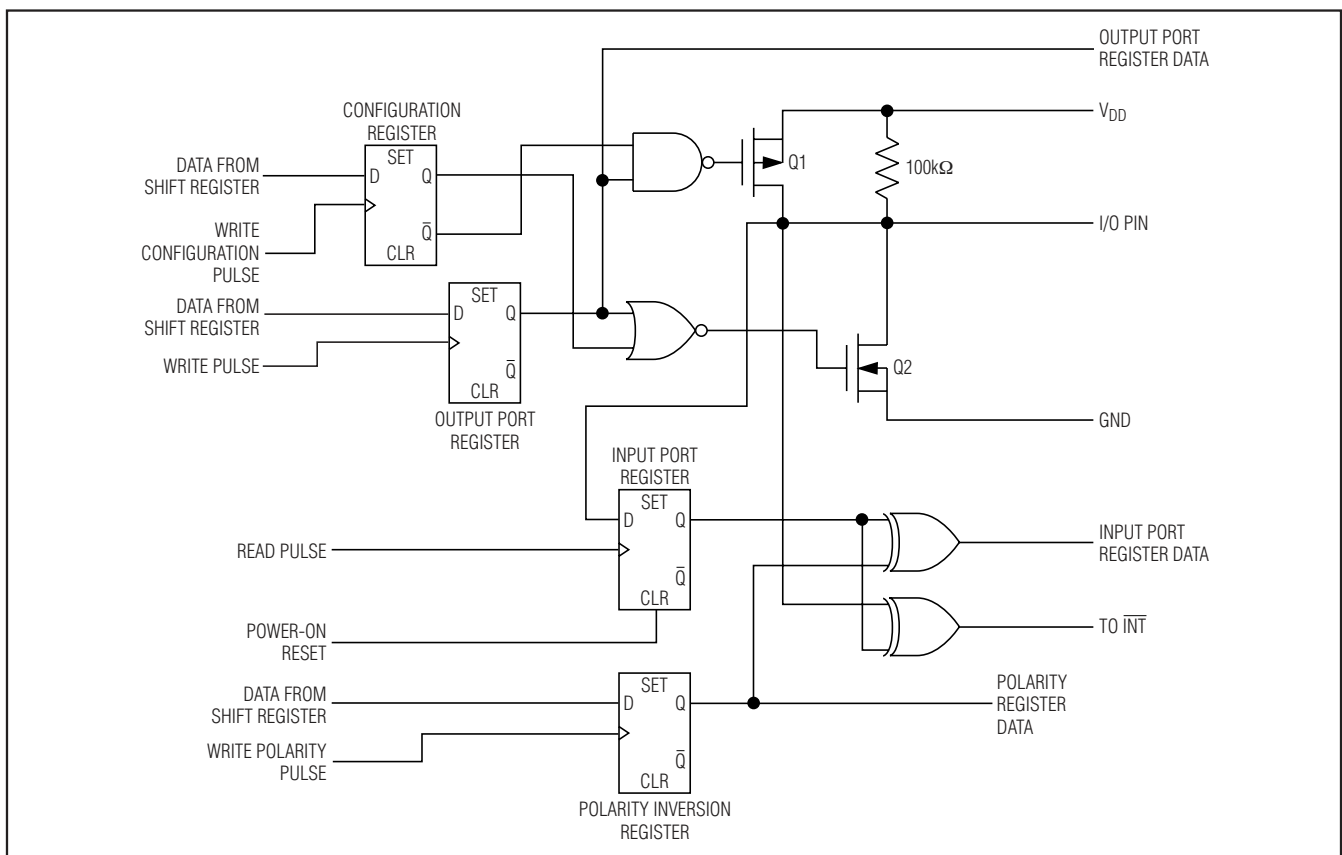 OUTPUT PORT
REGISTER DATA
CONFIGURATION
REGISTER
V_DD
DATA FROM
SHIFT REGISTER
SET
D
Q
Q̅
CLR
Q1
100kΩ
WRITE
CONFIGURATION
PULSE
I/O PIN
DATA FROM
SHIFT REGISTER
SET
D
Q
Q̅
CLR
WRITE PULSE
Q2
OUTPUT PORT
REGISTER
GND
INPUT PORT
REGISTER
SET
D
Q
Q̅
CLR
READ PULSE
INPUT PORT
REGISTER DATA
POWER-ON
RESET
TO I̅N̅T̅
DATA FROM
SHIFT REGISTER
SET
D
Q
Q̅
CLR
POLARITY
REGISTER
DATA
WRITE POLARITY
PULSE
POLARITY INVERSION
REGISTER